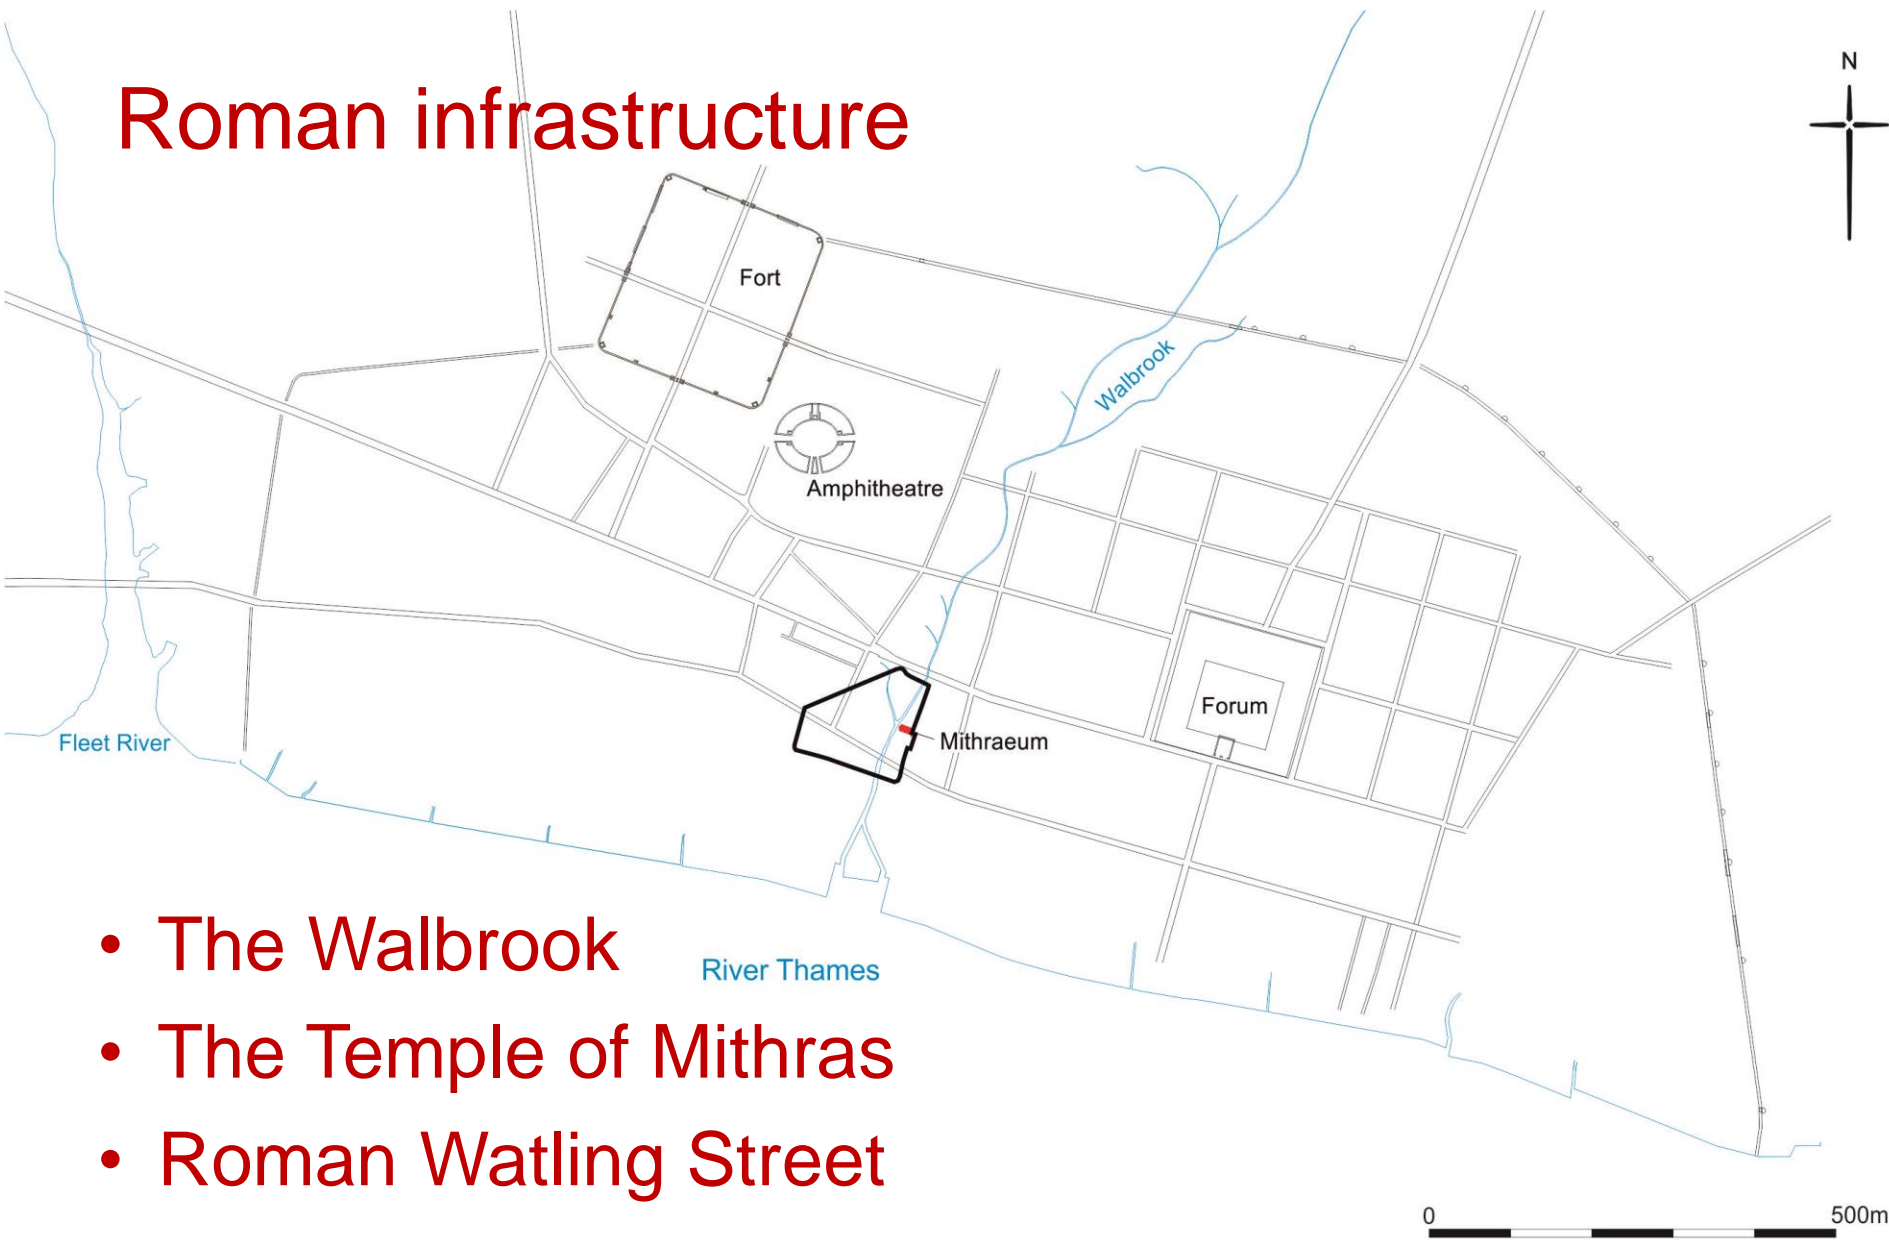 Roman infrastructure
N
Fort
Walbrook
Amphitheatre
Forum
Mithraeum
Fleet River
• The Walbrook
River Thames
• The Temple of Mithras
• Roman Watling Street
0 500m